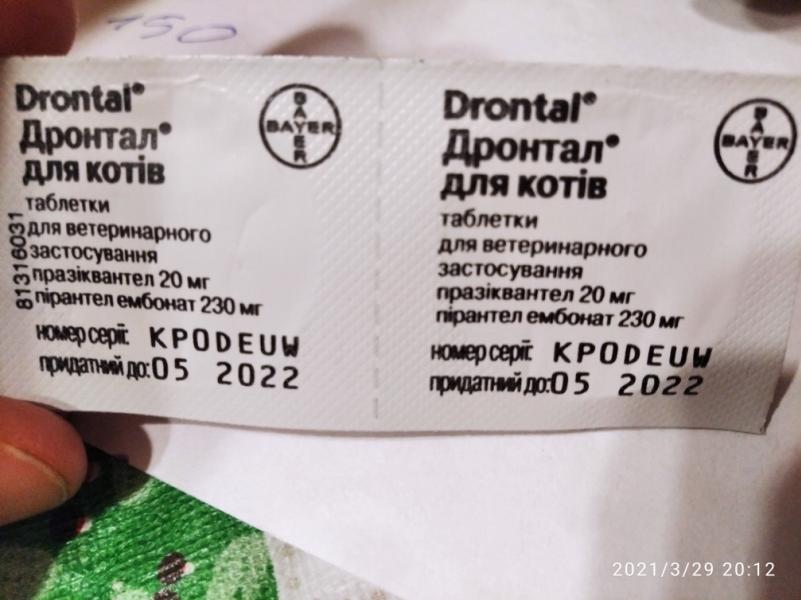 150
Drontal®
Дронтал®
для котів
BAYER
BAYER
таблетки
для ветеринарного
застосування
празіквантел 20 мг
пірантел ембонат 230 мг
81316031
номер серії: KPODEUW
придатний до:05 2022
Drontal®
Дронтал®
для котів
BAYER
BAYER
таблетки
для ветеринарного
застосування
празіквантел 20 мг
пірантел ембонат 230 мг
номер серії: KPODEUW
придатний до:05 2022
2021/3/29 20:12